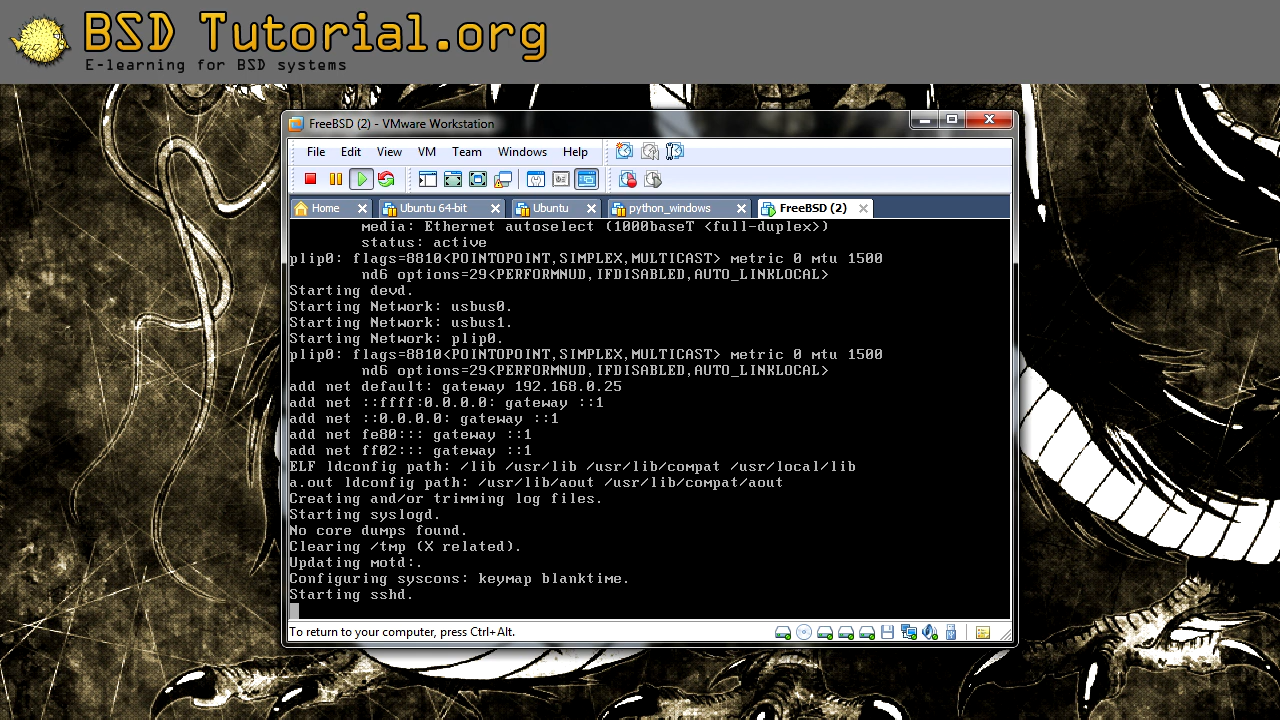 BSD Tutorial.org
E-learning for BSD systems
FreeBSD (2) - VMware Workstation
File Edit View VM Team Windows Help
Home Ubuntu 64-bit Ubuntu python_windows FreeBSD (2)
media: Ethernet autoselect (1000baseT <full-duplex>)
status: active
plip0: flags=8810<POINTOPOINT,SIMPLEX,MULTICAST> metric 0 mtu 1500
nd6 options=29<PERFORMNUD,IFDISABLED,AUTO_LINKLOCAL>
Starting devd.
Starting Network: usbus0.
Starting Network: usbus1.
Starting Network: plip0.
plip0: flags=8810<POINTOPOINT,SIMPLEX,MULTICAST> metric 0 mtu 1500
nd6 options=29<PERFORMNUD,IFDISABLED,AUTO_LINKLOCAL>
add net default: gateway 192.168.0.25
add net ::ffff:0.0.0.0: gateway ::1
add net ::0.0.0.0: gateway ::1
add net fe80::: gateway ::1
add net ff02::: gateway ::1
ELF ldconfig path: /lib /usr/lib /usr/lib/compat /usr/local/lib
a.out ldconfig path: /usr/lib/aout /usr/lib/compat/aout
Creating and/or trimming log files.
Starting syslogd.
No core dumps found.
Clearing /tmp (X related).
Updating motd:.
Configuring syscons: keymap blanktime.
Starting sshd.
To return to your computer, press Ctrl+Alt.